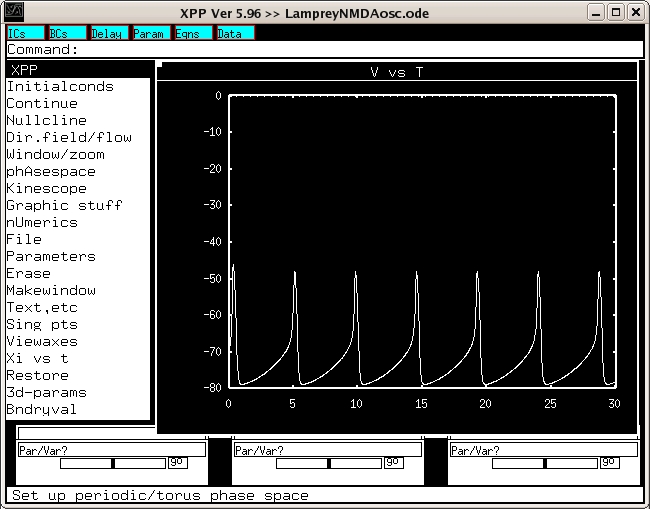 XPP Ver 5.96 >> LampreyNMDAosc.ode
ICs BCs Delay Param Eqns Data
Command:
XPP
Initialconds
Continue
Nullcline
Dir.field/flow
Window/zoom
phAsespace
Kinescope
Graphic stuff
nUmerics
File
Parameters
Erase
Makewindow
Text,etc
Sing pts
Viewaxes
Xi vs t
Restore
3d-params
Bndryval
V vs T
0
-10
-20
-30
-40
-50
-60
-70
-80
0 5 10 15 20 25 30
Par/Var? Par/Var? Par/Var?
Set up periodic/torus phase space